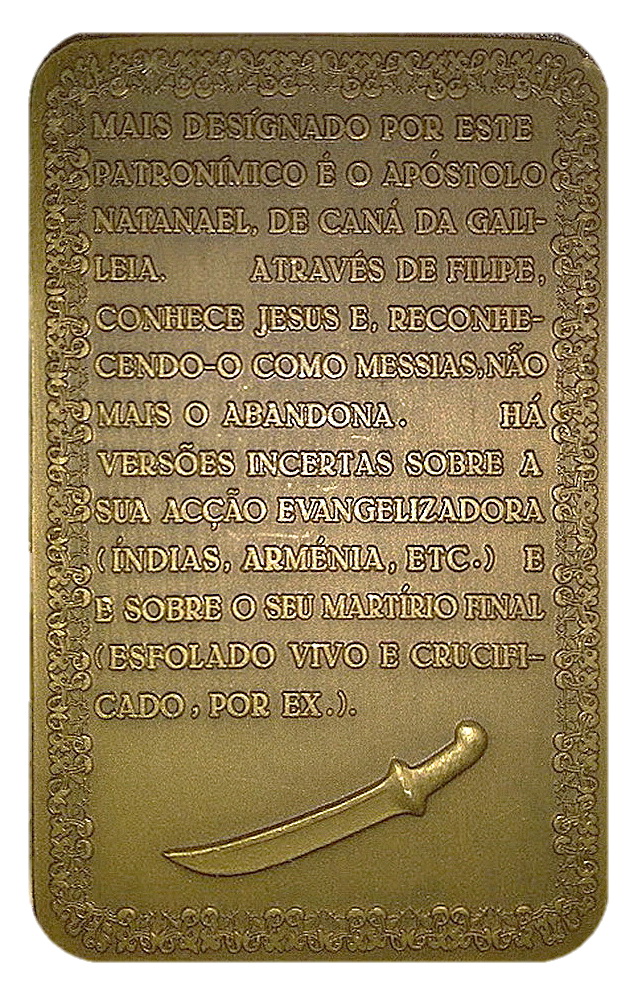 MAIS DESÍGNADO POR ESTE
PATRONÍMICO É O APÓSTOLO
NATANAEL, DE CANÁ DA GALI-
LEIA. ATRAVÉS DE FILIPE,
CONHECE JESUS E, RECONHE-
CENDO-O COMO MESSIAS, NÃO
MAIS O ABANDONA. HÁ
VERSÕES INCERTAS SOBRE A
SUA ACÇÃO EVANGELIZADORA
(ÍNDIAS, ARMÉNIA, ETC.) E
E SOBRE O SEU MARTÍRIO FINAL
(ESFOLADO VIVO E CRUCIFI-
CADO, POR EX.).